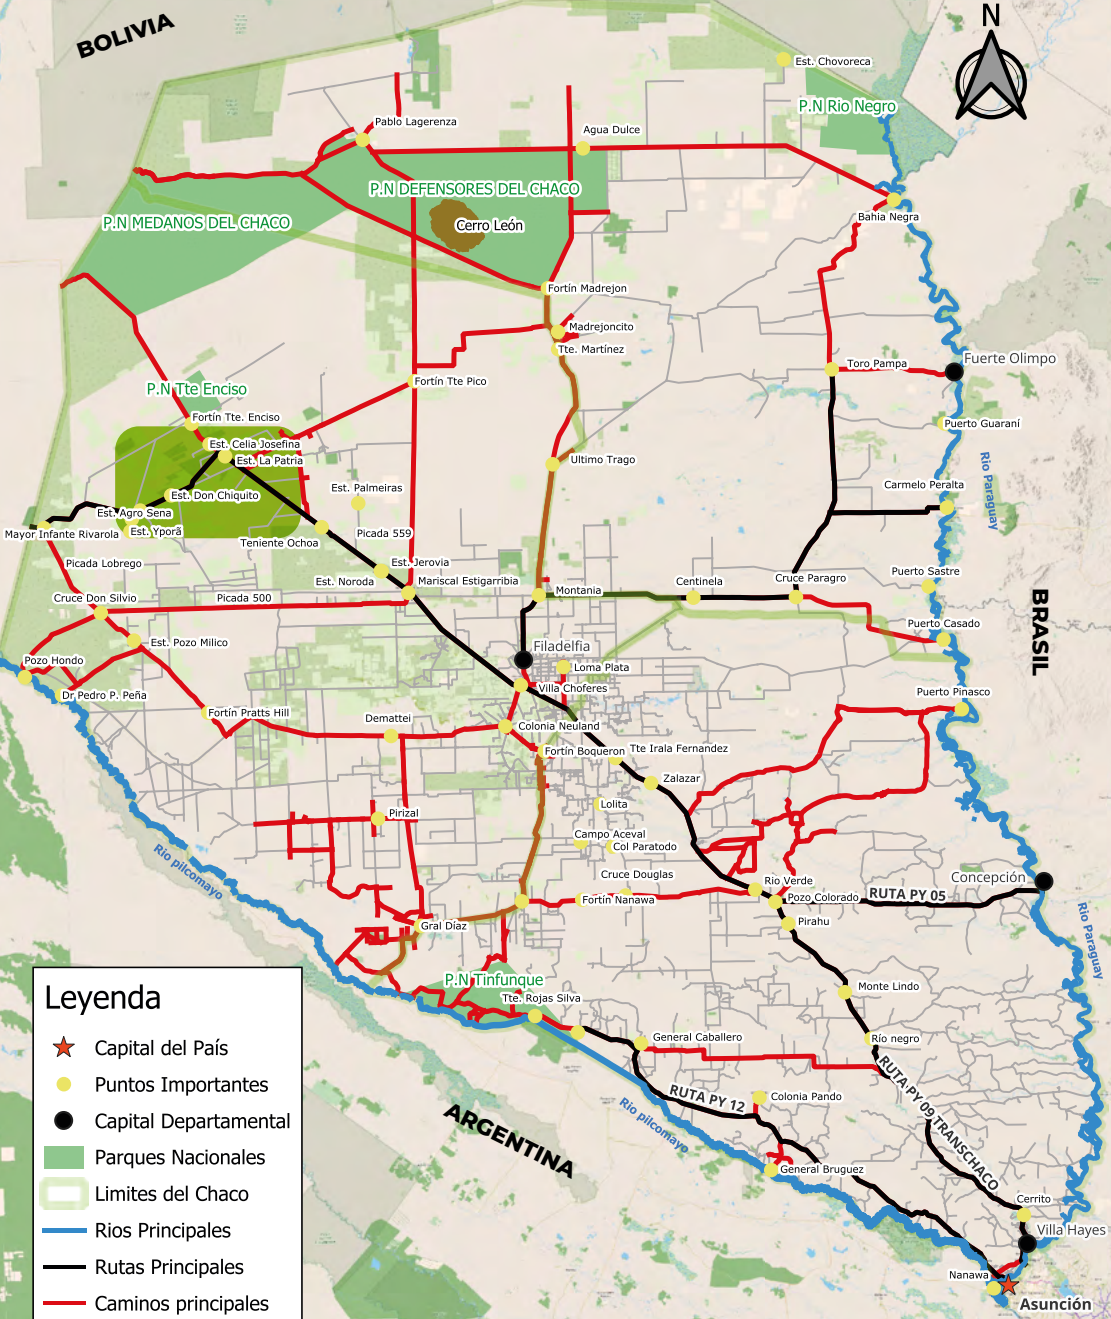 N
BOLIVIA
Est. Chovoreca
P.N Rio Negro
Pablo Lagerenza
Agua Dulce
P.N DEFENSORES DEL CHACO
P.N MEDANOS DEL CHACO
Cerro León
Bahia Negra
Fortín Madrejon
Madrejoncito
Tte. Martínez
Toro Pampa
Fuerte Olimpo
Fortín Tte Pico
P.N Tte Enciso
Fortín Tte. Enciso
Puerto Guaraní
Est. Celia Josefina
Est. La Patria
Ultimo Trago
Rio Paraguay
Carmelo Peralta
Est. Palmeiras
Est. Don Chiquito
Est. Agro Sena
Mayor Infante Rivarola
Est. Yporã
Teniente Ochoa
Picada 559
Picada Lobrego
Est. Jerovia
Est. Noroda
Mariscal Estigarribia
Montania
Centinela
Cruce Paragro
Puerto Sastre
Cruce Don Silvio
Picada 500
Puerto Casado
BRASIL
Est. Pozo Milico
Filadelfia
Pozo Hondo
Loma Plata
Dr Pedro P. Peña
Villa Choferes
Puerto Pinasco
Fortín Pratts Hill
Demattei
Colonia Neuland
Fortín Boqueron
Tte Irala Fernandez
Zalazar
Pirizal
Lolita
Campo Aceval
Col Paratodo
Rio pilcomayo
Cruce Douglas
Rio Verde
Concepción
Fortín Nanawa
Pozo Colorado
RUTA PY 05
Gral Díaz
Pirahu
Rio Paraguay
P.N Tinfunque
Tte. Rojas Silva
Monte Lindo
General Caballero
Río negro
RUTA PY 12
Colonia Pando
RUTA PY 09 TRANSCHACO
ARGENTINA
Rio pilcomayo
General Bruguez
Cerrito
Villa Hayes
Nanawa
Asunción
Leyenda
Capital del País
Puntos Importantes
Capital Departamental
Parques Nacionales
Limites del Chaco
Rios Principales
Rutas Principales
Caminos principales